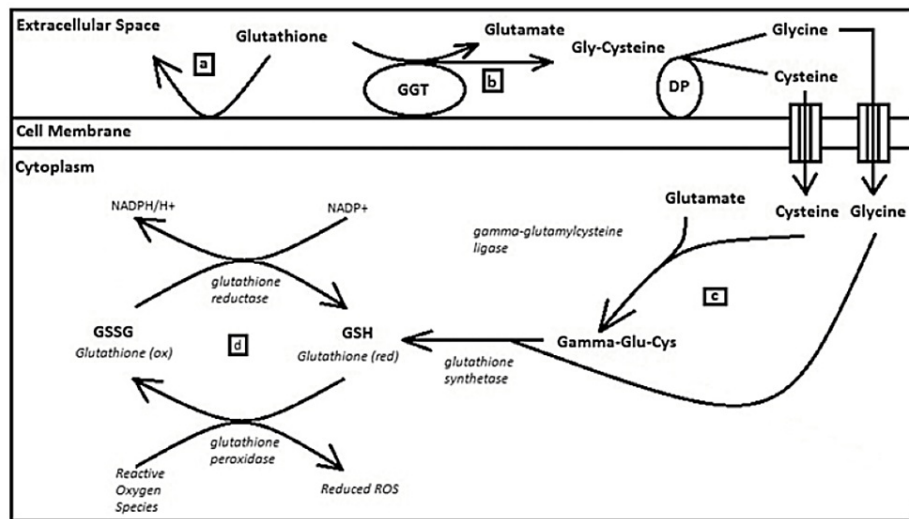 Extracellular Space
Glutathione
Glutamate
Gly-Cysteine
Glycine
Cysteine
a
b
GGT
DP
Cell Membrane
Cytoplasm
NADPH/H+
NADP+
Glutamate
Cysteine
Glycine
gamma-glutamylcysteine
ligase
glutathione
reductase
c
GSSG
Glutathione (ox)
d
GSH
Glutathione (red)
Gamma-Glu-Cys
glutathione
synthetase
glutathione
peroxidase
Reactive
Oxygen
Species
Reduced ROS